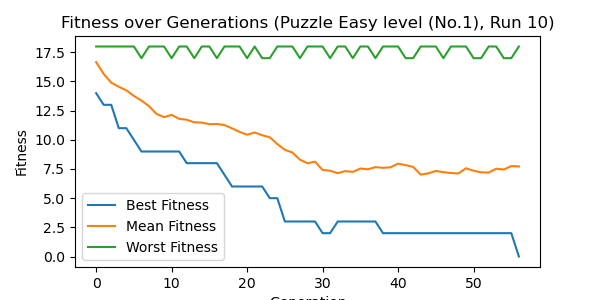 Fitness over Generations (Puzzle Easy level (No.1), Run 10)
Fitness
17.5
15.0
12.5
10.0
7.5
5.0
2.5
0.0
Best Fitness
Mean Fitness
Worst Fitness
0 10 20 30 40 50
Generation